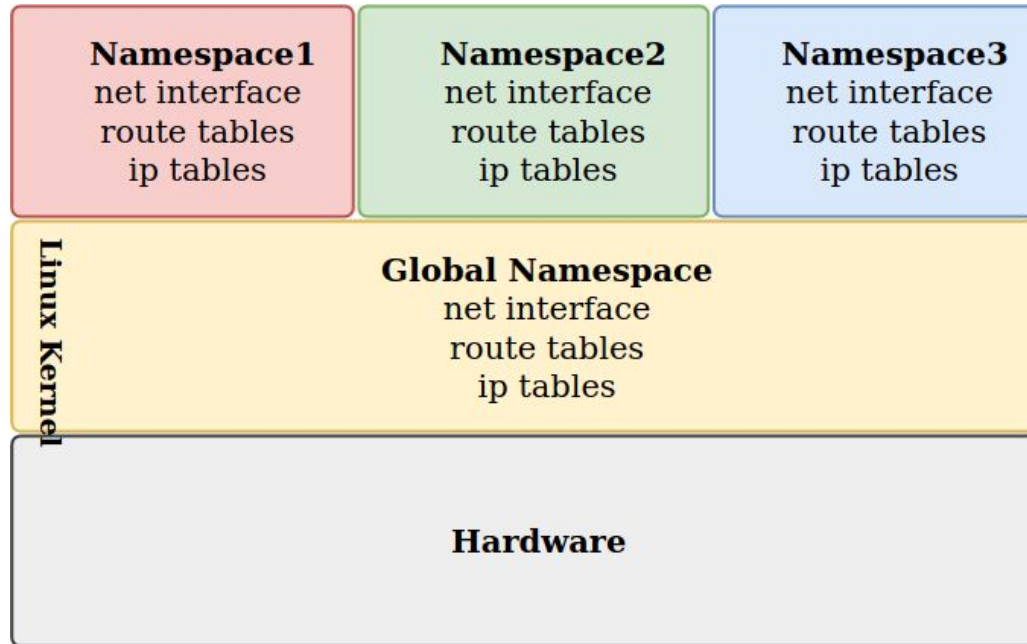 Namespace1
net interface
route tables
ip tables
Namespace2
net interface
route tables
ip tables
Namespace3
net interface
route tables
ip tables
Linux Kernel
Global Namespace
net interface
route tables
ip tables
Hardware